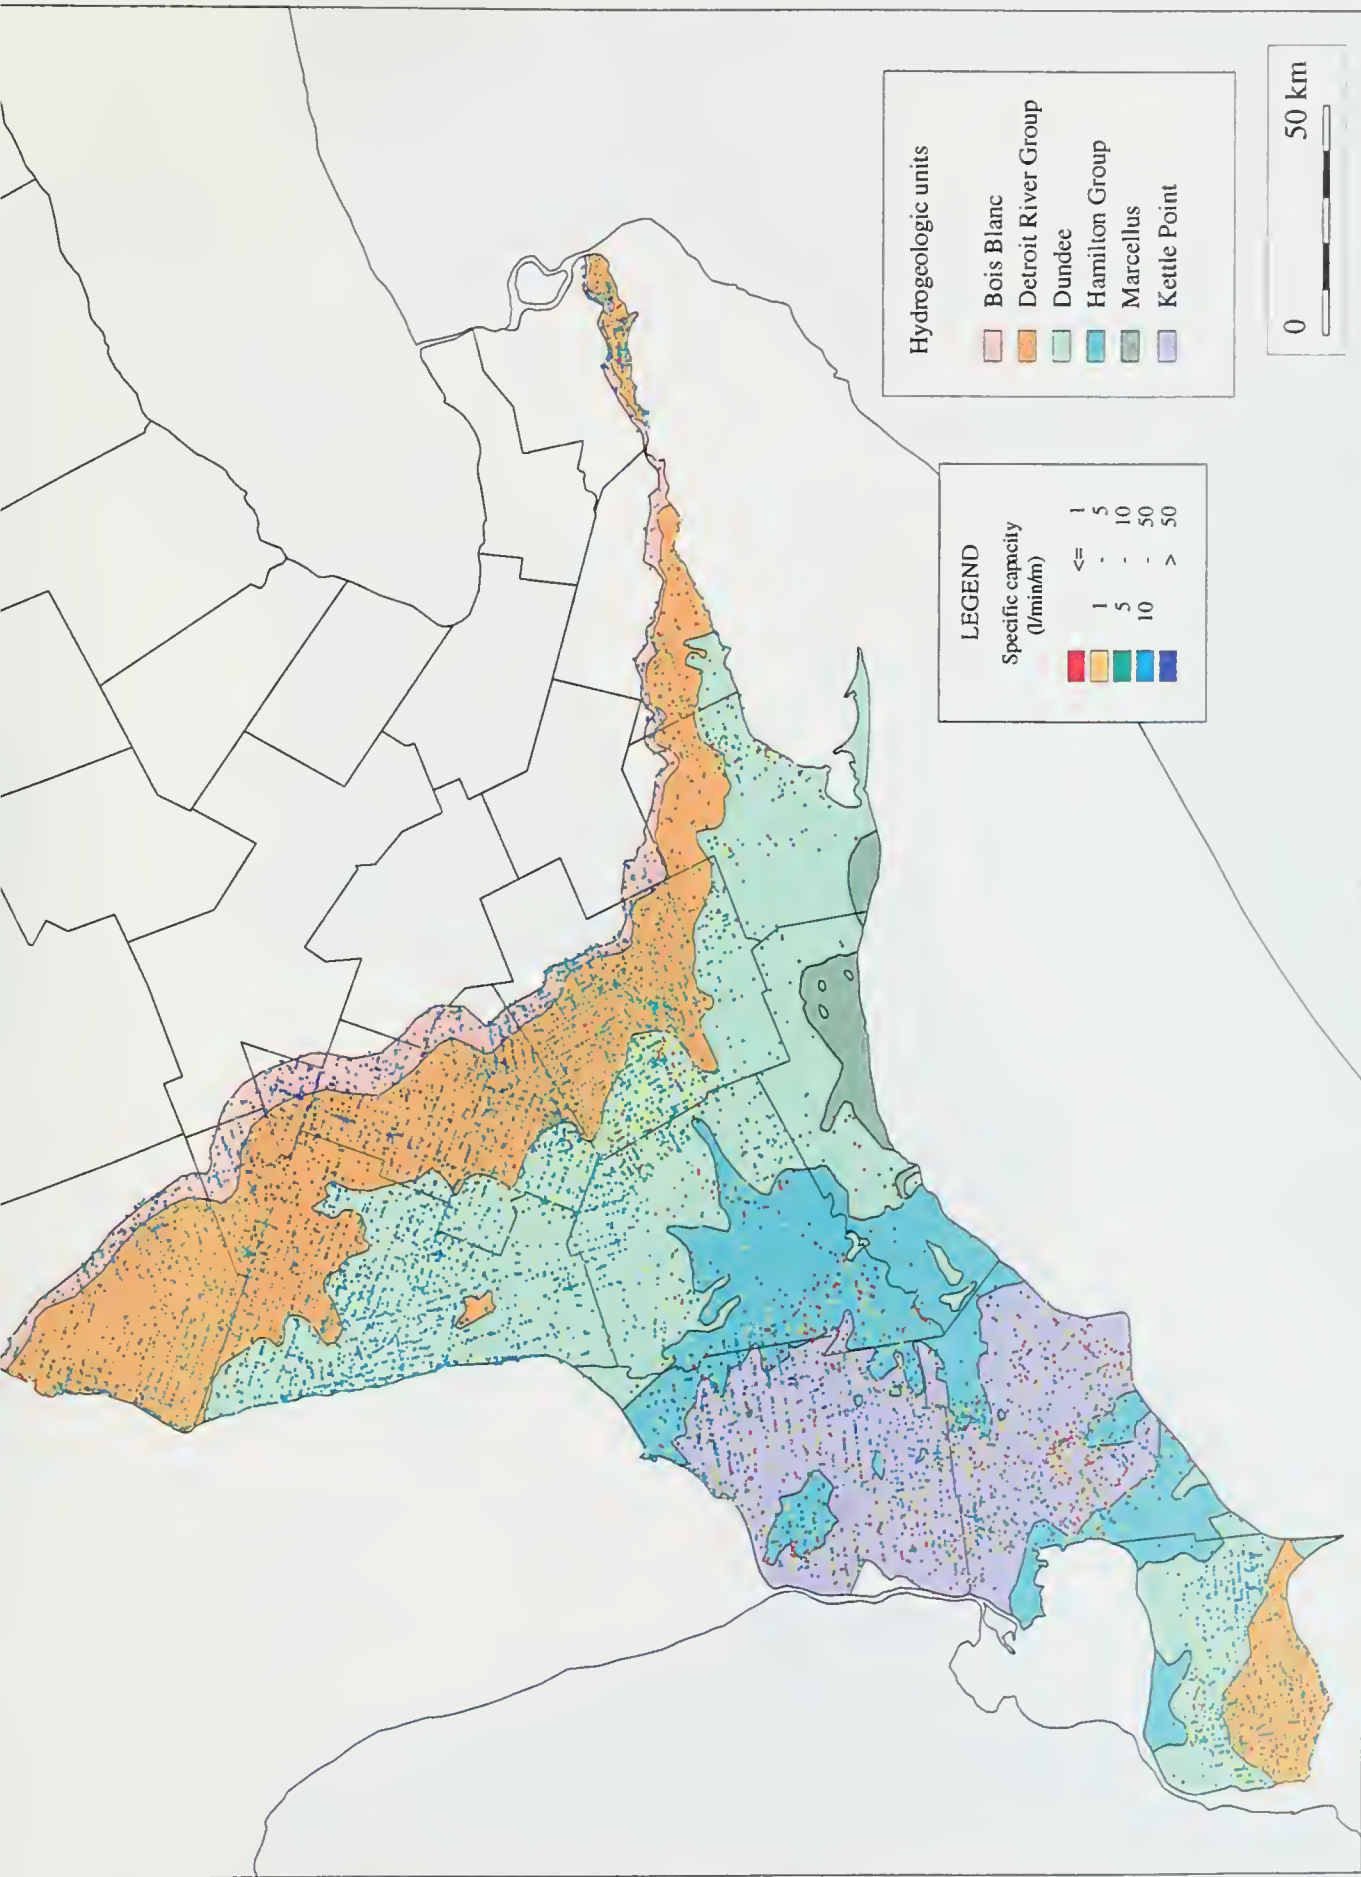 Hydrogeologic units
Bois Blanc
Detroit River Group
Dundee
Hamilton Group
Marcellus
Kettle Point
LEGEND
Specific capacity
(l/min/m)
<= 1
1 - 5
5 - 10
10 - 50
> 50
0 50 km